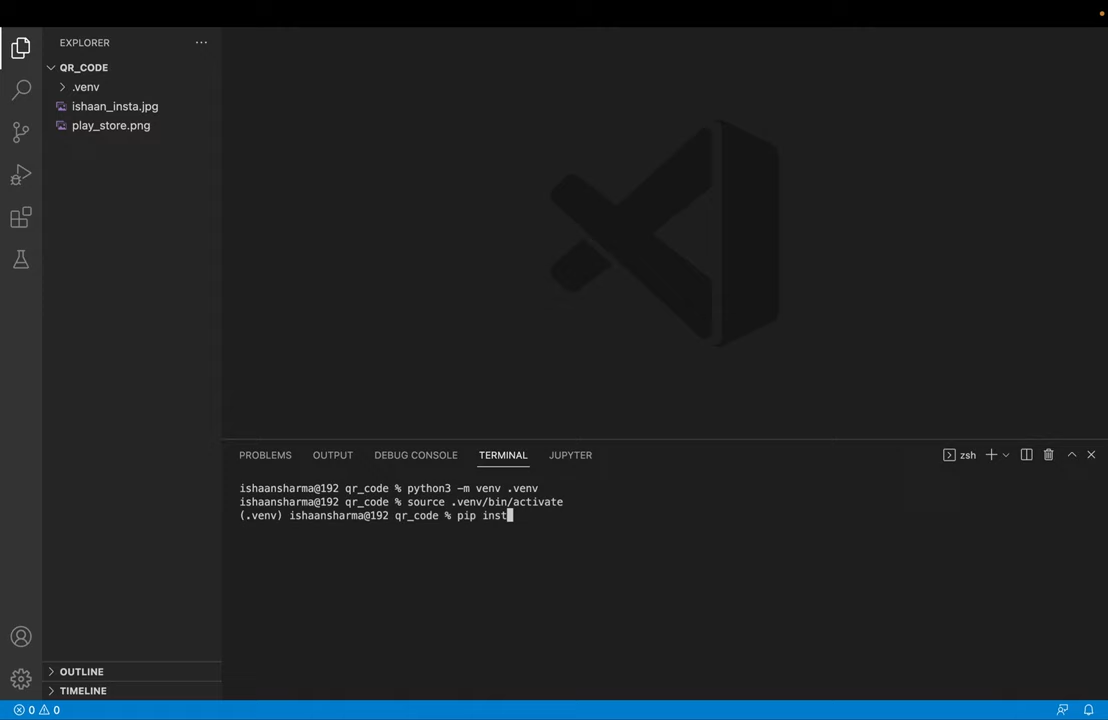 EXPLORER
QR_CODE
.venv
ishaan_insta.jpg
play_store.png
OUTLINE
TIMELINE
PROBLEMS OUTPUT DEBUG CONSOLE TERMINAL JUPYTER
zsh
ishaansharma@192 qr_code % python3 -m venv .venv
ishaansharma@192 qr_code % source .venv/bin/activate
(.venv) ishaansharma@192 qr_code % pip inst
0 0